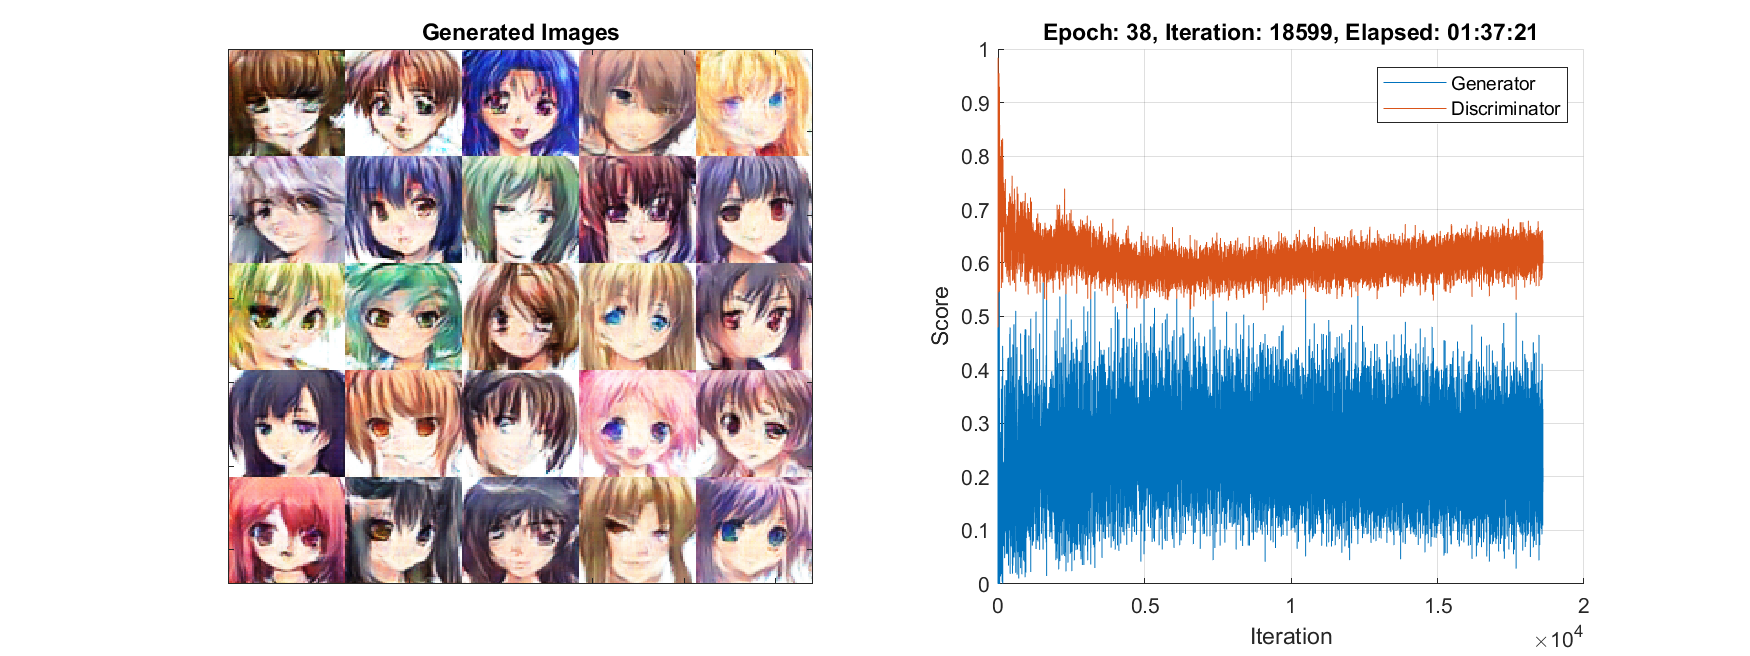 Generated Images
Epoch: 38, Iteration: 18599, Elapsed: 01:37:21
Generator
Discriminator
1
0.9
0.8
0.7
0.6
0.5
0.4
0.3
0.2
0.1
0
Score
0 0.5 1 1.5 2
Iteration
×10⁴